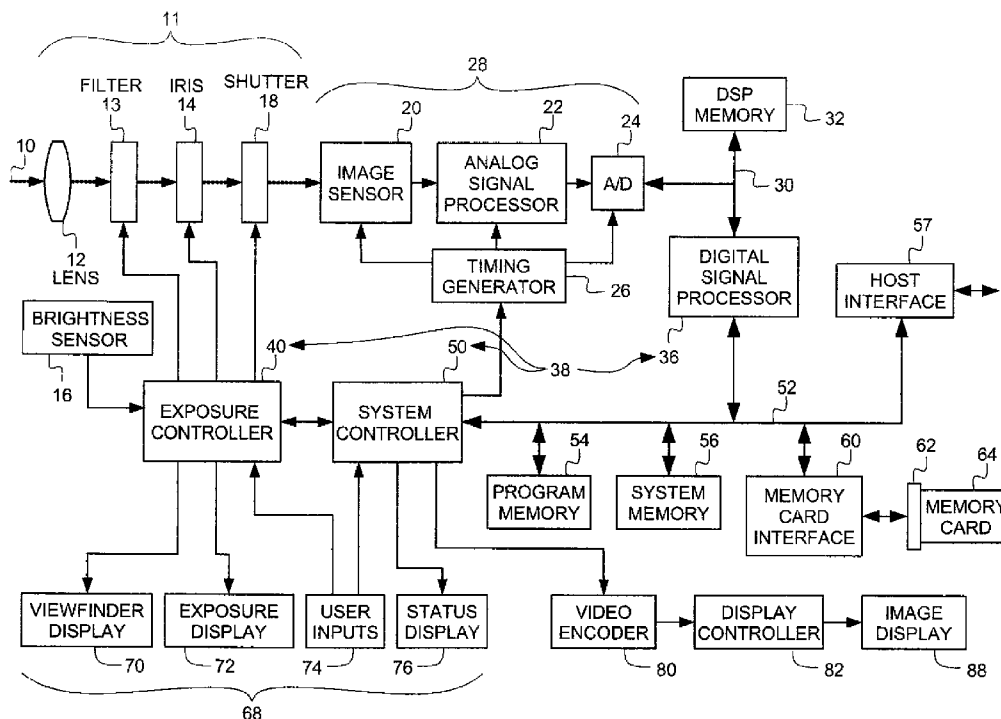 11
FILTER
13
IRIS
14
SHUTTER
18
28
20
22
24
DSP
MEMORY
32
10
IMAGE
SENSOR
ANALOG
SIGNAL
PROCESSOR
A/D
30
12
LENS
TIMING
GENERATOR
26
DIGITAL
SIGNAL
PROCESSOR
36
57
HOST
INTERFACE
BRIGHTNESS
SENSOR
16
40
50
38
EXPOSURE
CONTROLLER
SYSTEM
CONTROLLER
52
54
PROGRAM
MEMORY
56
SYSTEM
MEMORY
60
MEMORY
CARD
INTERFACE
62
64
MEMORY
CARD
VIEWFINDER
DISPLAY
70
EXPOSURE
DISPLAY
72
USER
INPUTS
74
STATUS
DISPLAY
76
VIDEO
ENCODER
80
DISPLAY
CONTROLLER
82
IMAGE
DISPLAY
88
68